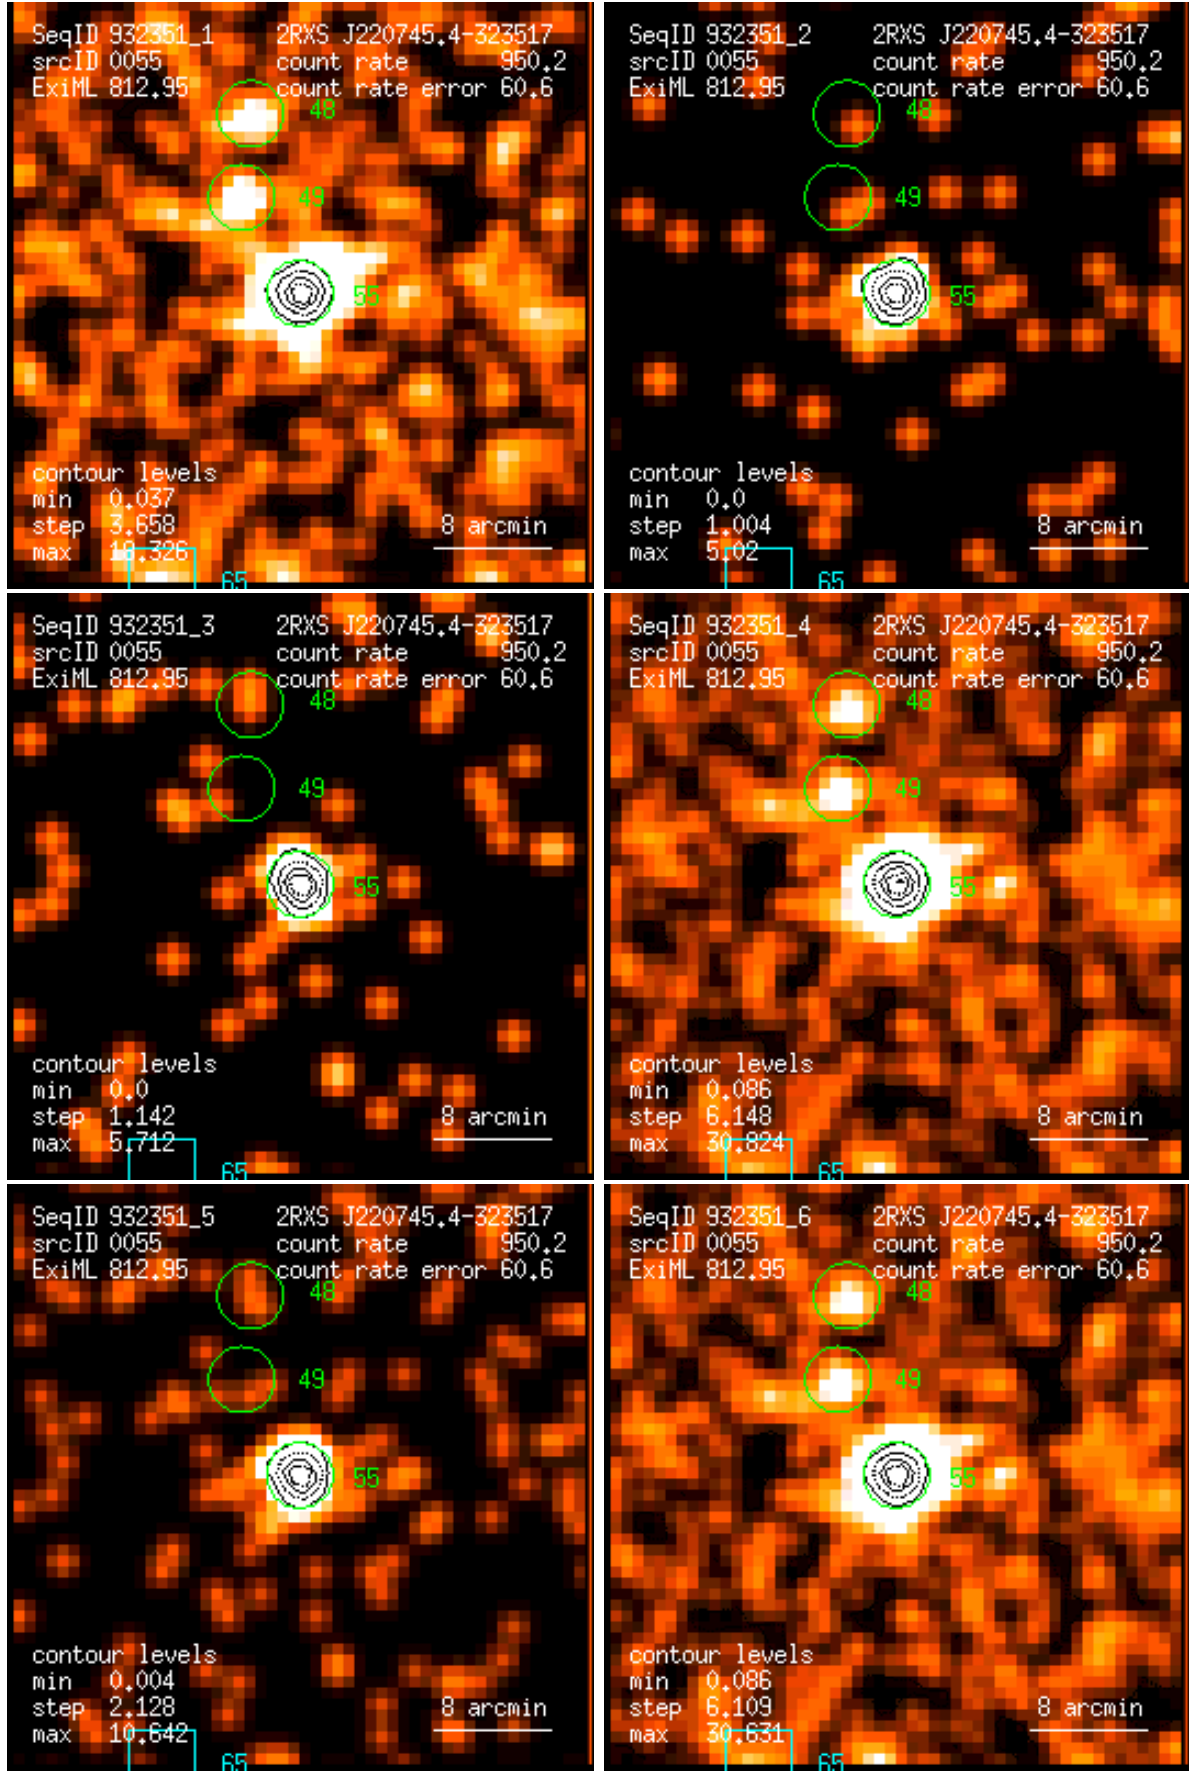 SeqID 932351_1 2RXS J220745.4-323517
srcID 0055 count rate 950.2
ExiML 812.95 count rate error 60.6
48
49
55
contour levels
min 0.037
step 3.658
max 18.326
8 arcmin
65
SeqID 932351_2 2RXS J220745.4-323517
srcID 0055 count rate 950.2
ExiML 812.95 count rate error 60.6
48
49
55
contour levels
min 0.0
step 1.004
max 5.02
8 arcmin
65
SeqID 932351_3 2RXS J220745.4-323517
srcID 0055 count rate 950.2
ExiML 812.95 count rate error 60.6
48
49
55
contour levels
min 0.0
step 1.142
max 5.712
8 arcmin
65
SeqID 932351_4 2RXS J220745.4-323517
srcID 0055 count rate 950.2
ExiML 812.95 count rate error 60.6
48
49
55
contour levels
min 0.086
step 6.148
max 30.824
8 arcmin
65
SeqID 932351_5 2RXS J220745.4-323517
srcID 0055 count rate 950.2
ExiML 812.95 count rate error 60.6
48
49
55
contour levels
min 0.004
step 2.128
max 10.642
8 arcmin
65
SeqID 932351_6 2RXS J220745.4-323517
srcID 0055 count rate 950.2
ExiML 812.95 count rate error 60.6
48
49
55
contour levels
min 0.086
step 6.109
max 30.631
8 arcmin
65